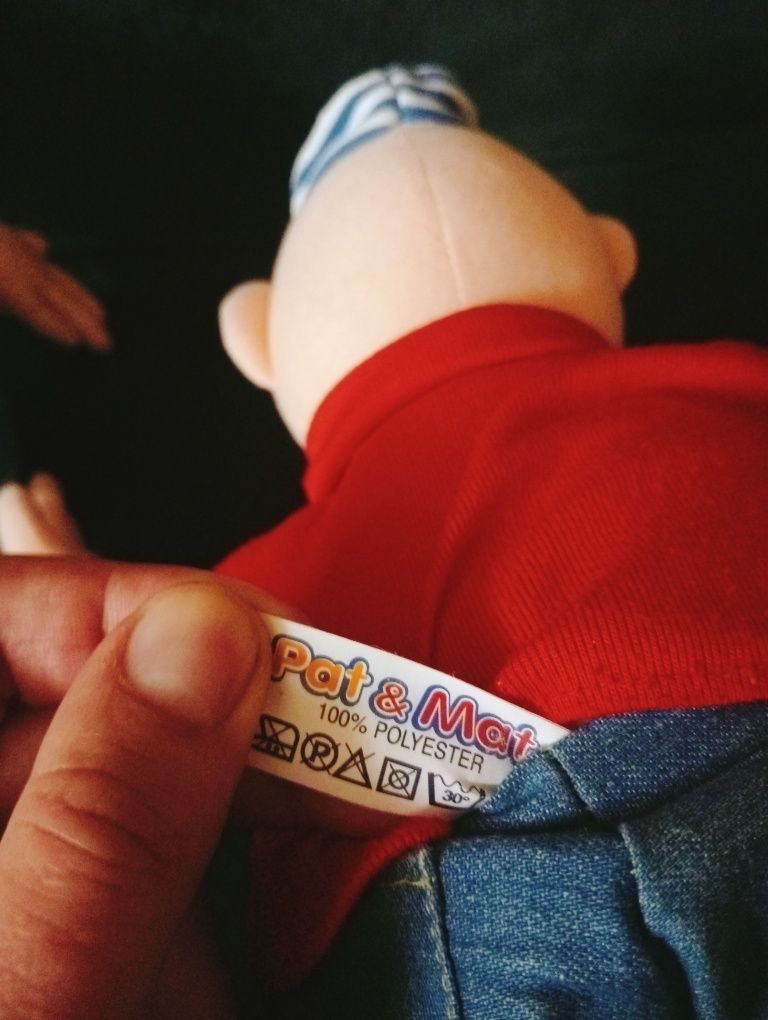 Pat & Mat
100% POLYESTER
P
30°